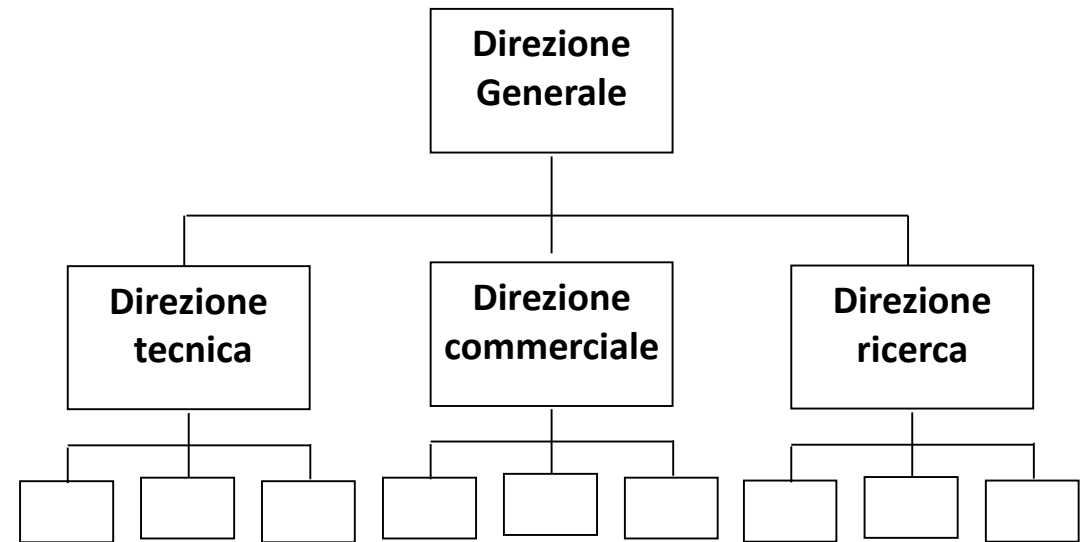 Direzione
Generale
Direzione
tecnica
Direzione
commerciale
Direzione
ricerca